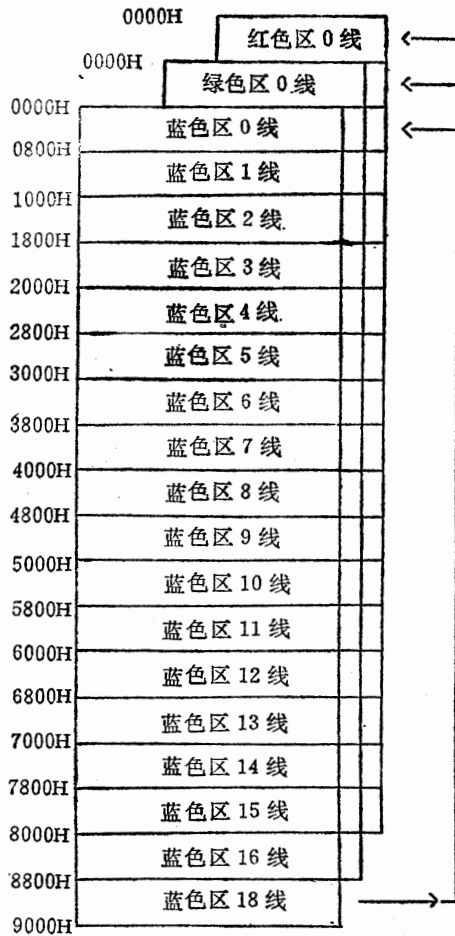 0000H
红色区 0 线
0000H
绿色区 0 线
0000H
蓝色区 0 线
0800H
蓝色区 1 线
1000H
蓝色区 2 线
1800H
蓝色区 3 线
2000H
蓝色区 4 线
2800H
蓝色区 5 线
3000H
蓝色区 6 线
3800H
蓝色区 7 线
4000H
蓝色区 8 线
4800H
蓝色区 9 线
5000H
蓝色区 10 线
5800H
蓝色区 11 线
6000H
蓝色区 12 线
6800H
蓝色区 13 线
7000H
蓝色区 14 线
7800H
蓝色区 15 线
8000H
蓝色区 16 线
8800H
蓝色区 18 线
9000H